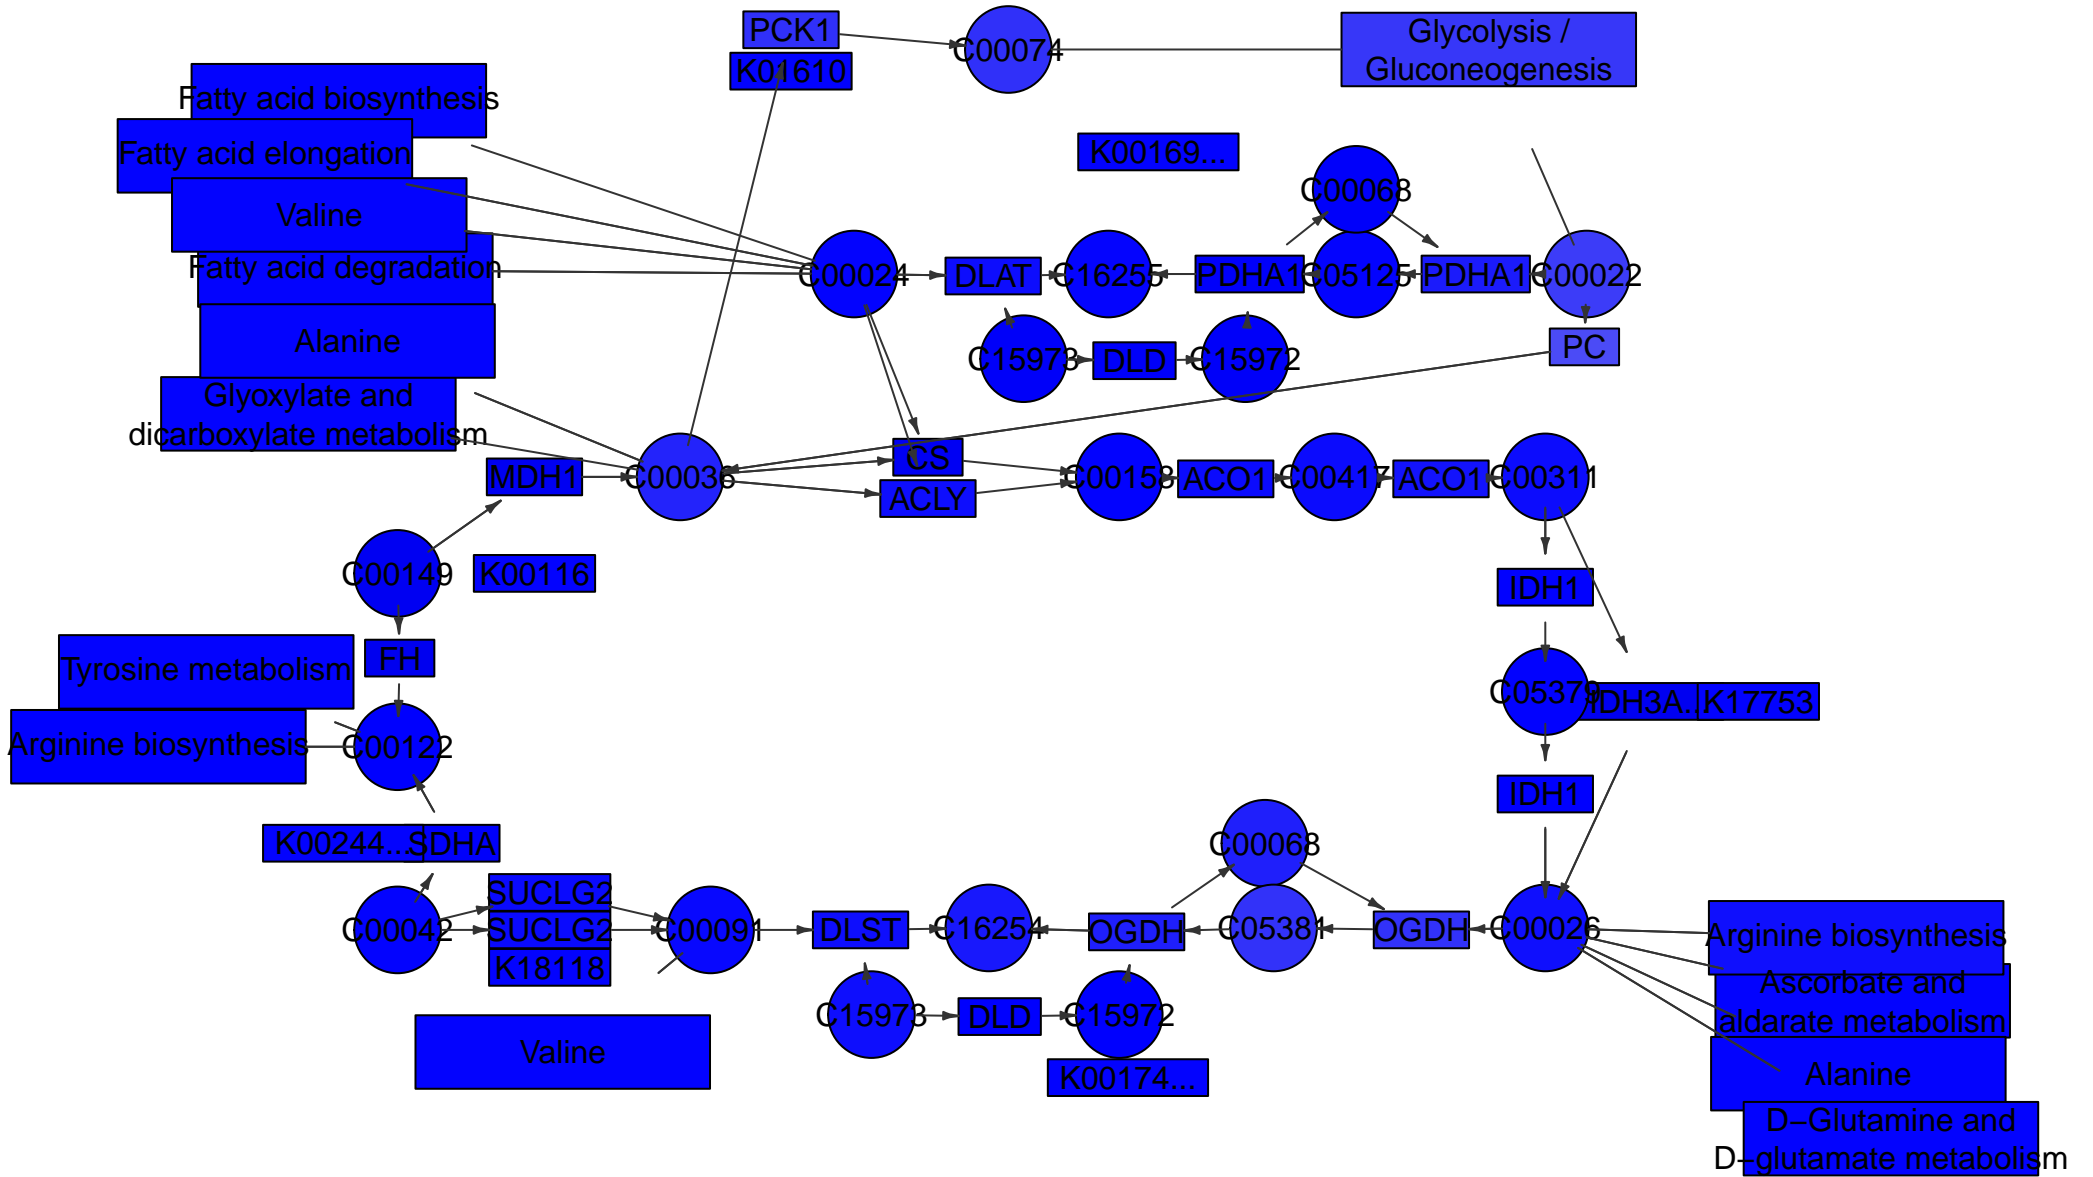 PCK1
C00074
Glycolysis /
Gluconeogenesis
K01610
Fatty acid biosynthesis
Fatty acid elongation
K00169...
C00068
Valine
Fatty acid degradation
C00024
DLAT
C16255
PDHA1
C05125
PDHA1
C00022
Alanine
C15973
DLD
C15972
PC
Glyoxylate and
dicarboxylate metabolism
CS
MDH1
C00036
ACLY
C00158
ACO1
C00417
ACO1
C00311
C00149
K00116
IDH1
Tyrosine metabolism
FH
C05379
IDH3A...
K17753
Arginine biosynthesis
C00122
IDH1
K00244...
SDHA
C00068
SUCLG2
C00042
SUCLG2
C00091
DLST
C16254
OGDH
C05381
OGDH
C00026
Arginine biosynthesis
K18118
Ascorbate and
aldarate metabolism
C15973
DLD
C15972
Valine
K00174...
Alanine
D–Glutamine and
D–glutamate metabolism